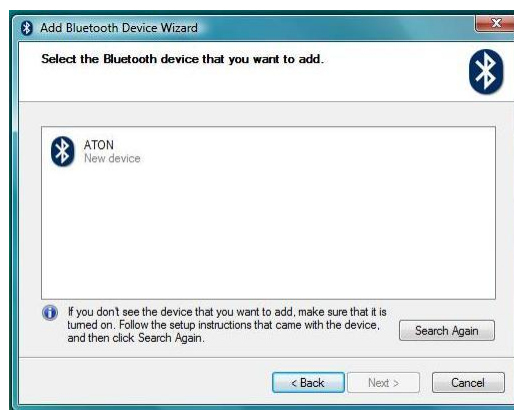 Add Bluetooth Device Wizard
Select the Bluetooth device that you want to add.
ATON
New device
If you don't see the device that you want to add, make sure that it is
turned on. Follow the setup instructions that came with the device,
and then click Search Again.
Search Again
< Back
Next >
Cancel